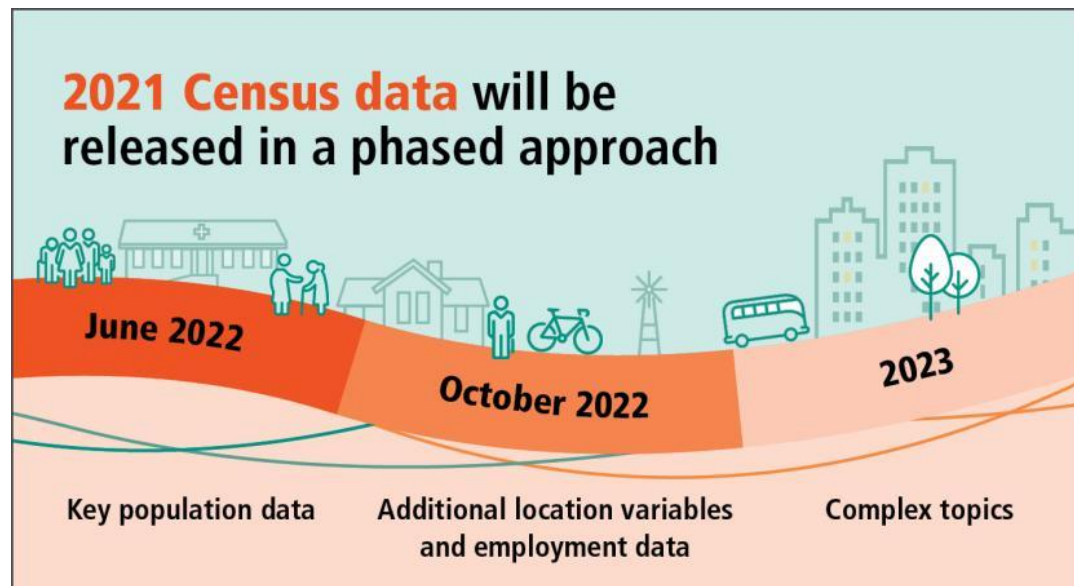 2021 Census data will be
released in a phased approach
June 2022
October 2022
2023
Key population data
Additional location variables
and employment data
Complex topics